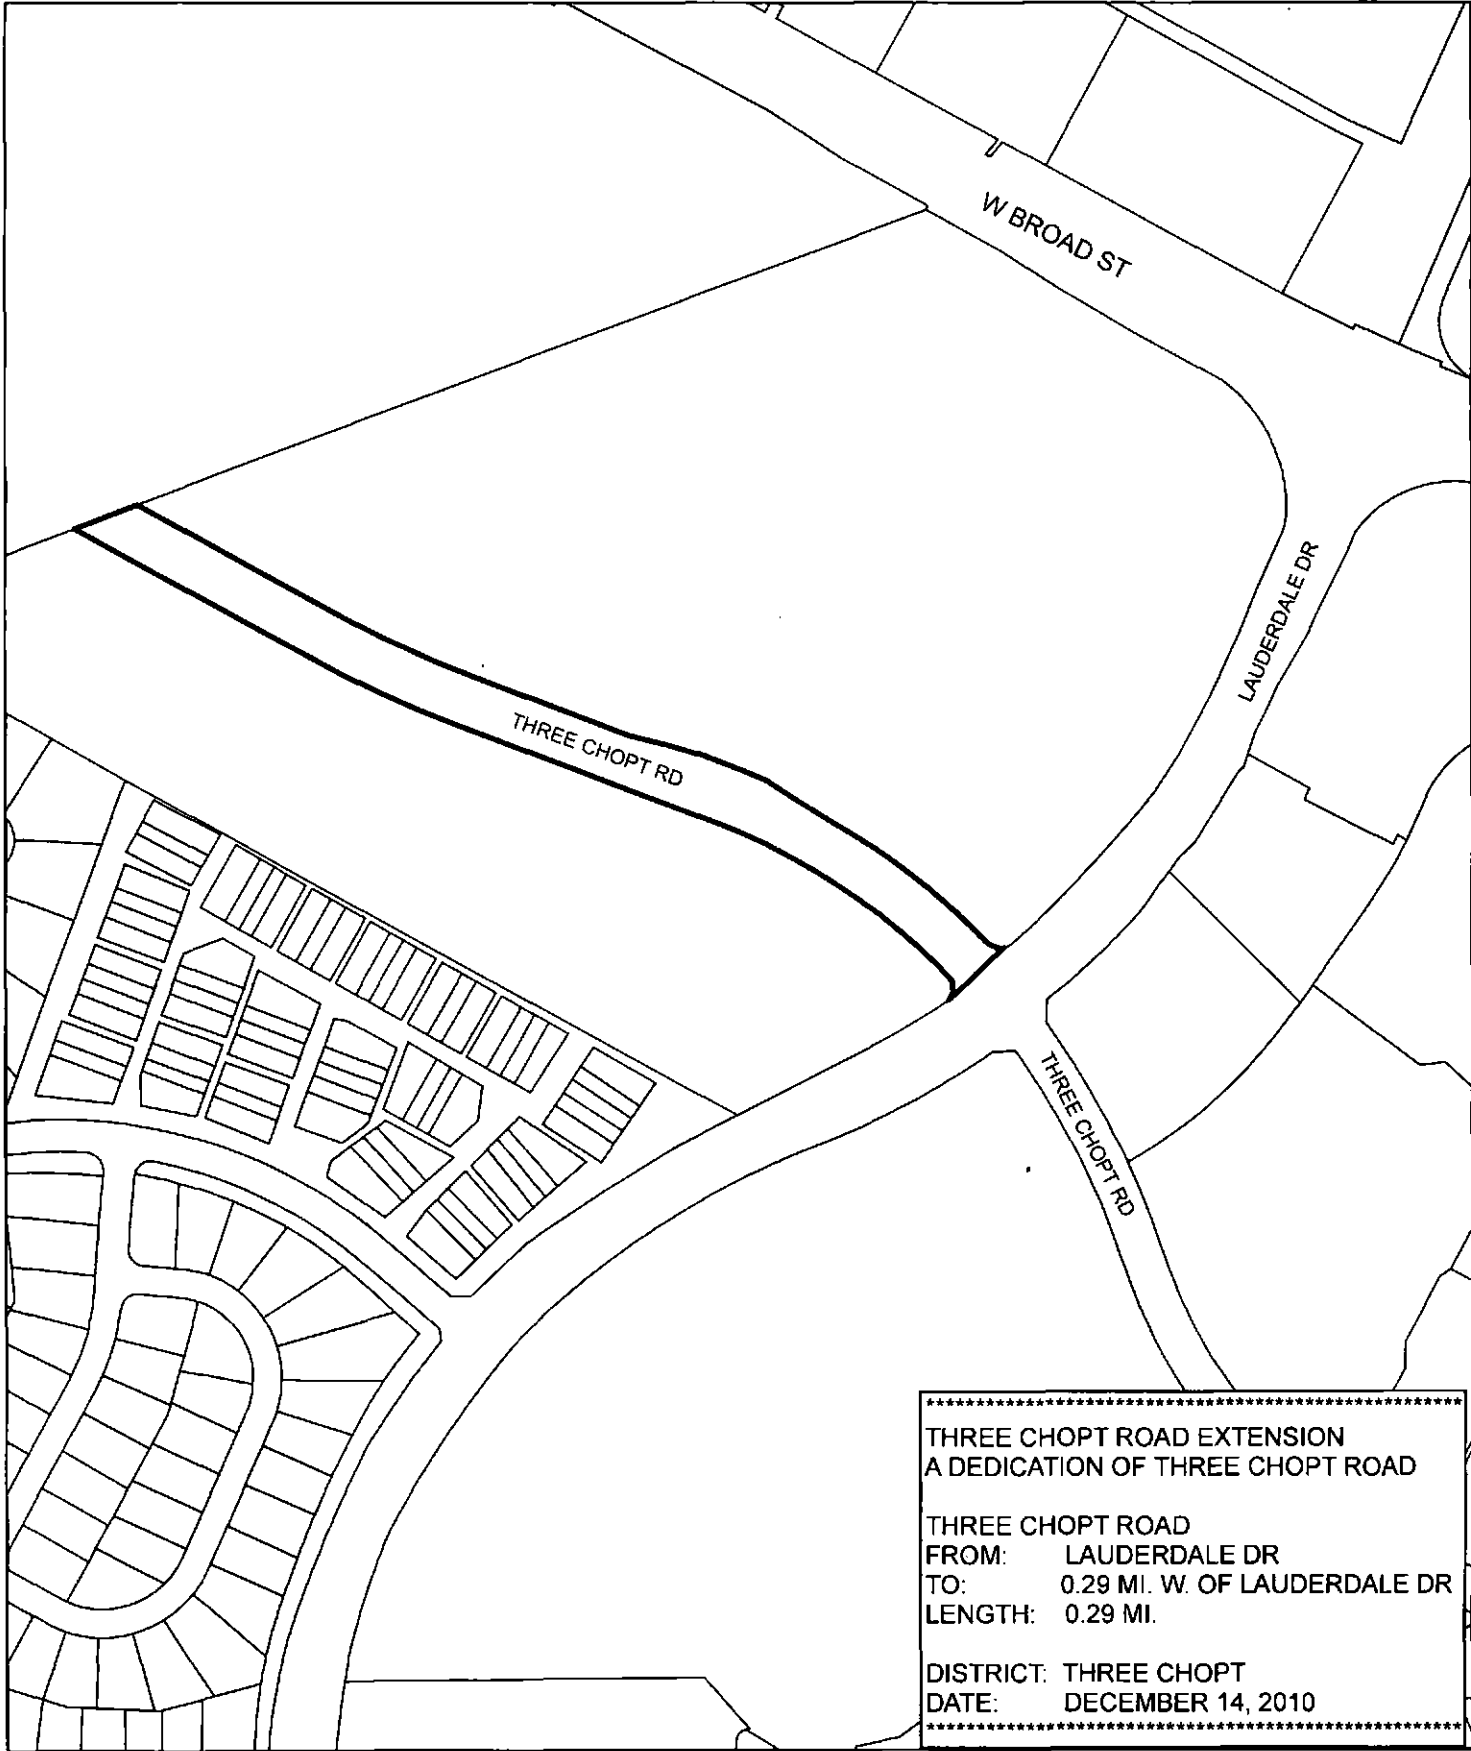 W BROAD ST
LAUDERDALE DR
THREE CHOPT RD
THREE CHOPT RD
******************************************************
THREE CHOPT ROAD EXTENSION
A DEDICATION OF THREE CHOPT ROAD
THREE CHOPT ROAD
FROM: LAUDERDALE DR
TO: 0.29 MI. W. OF LAUDERDALE DR
LENGTH: 0.29 MI.
DISTRICT: THREE CHOPT
DATE: DECEMBER 14, 2010
******************************************************